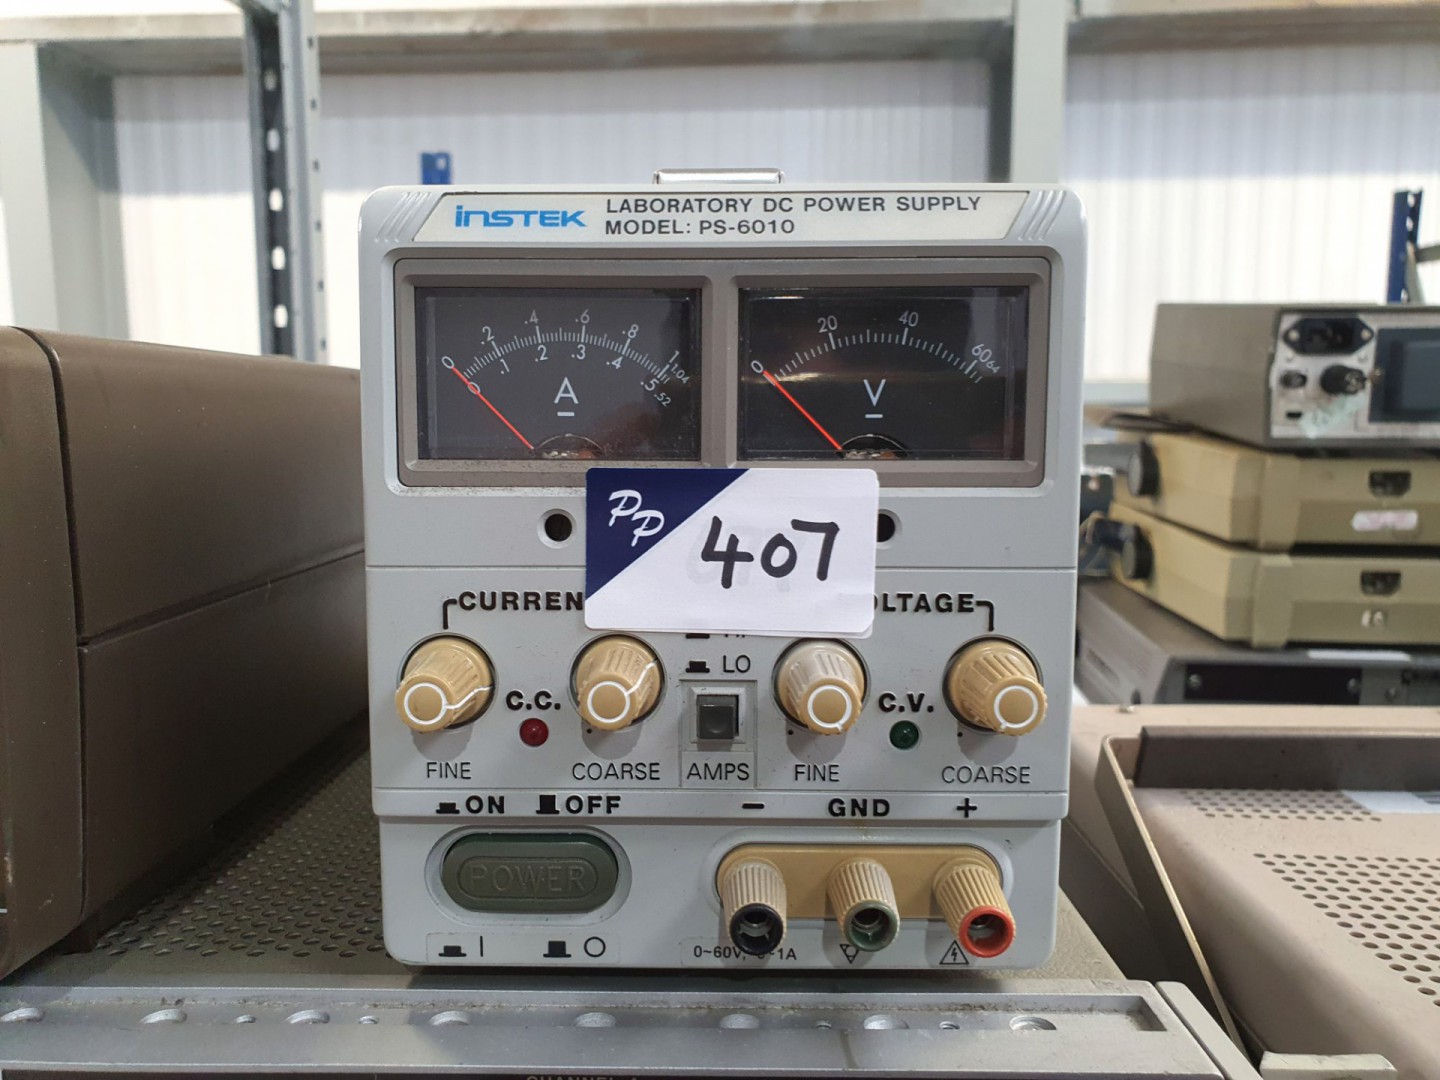 INSTEK LABORATORY DC POWER SUPPLY
MODEL: PS-6010
0 .2 .4 .6 .8 1. 1.04
0 .1 .2 .3 .4 .5 .52
A
0 20 40 60 64
V
PP 407
CURREN OLTAGE
LO
C.C. C.V.
FINE COARSE AMPS FINE COARSE
ON OFF - GND +
POWER
I O 0~60V, ~1A